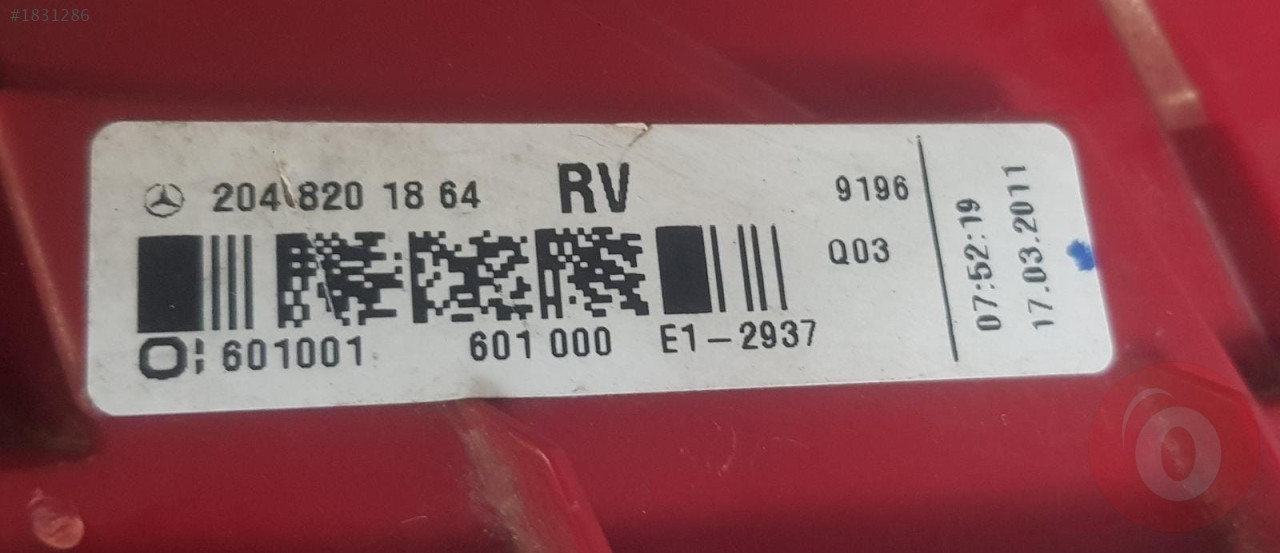 #1831286
204 820 18 64 RV 9196
Q03
O: 601001 601 000 E1-2937
07:52:19
17.03.2011